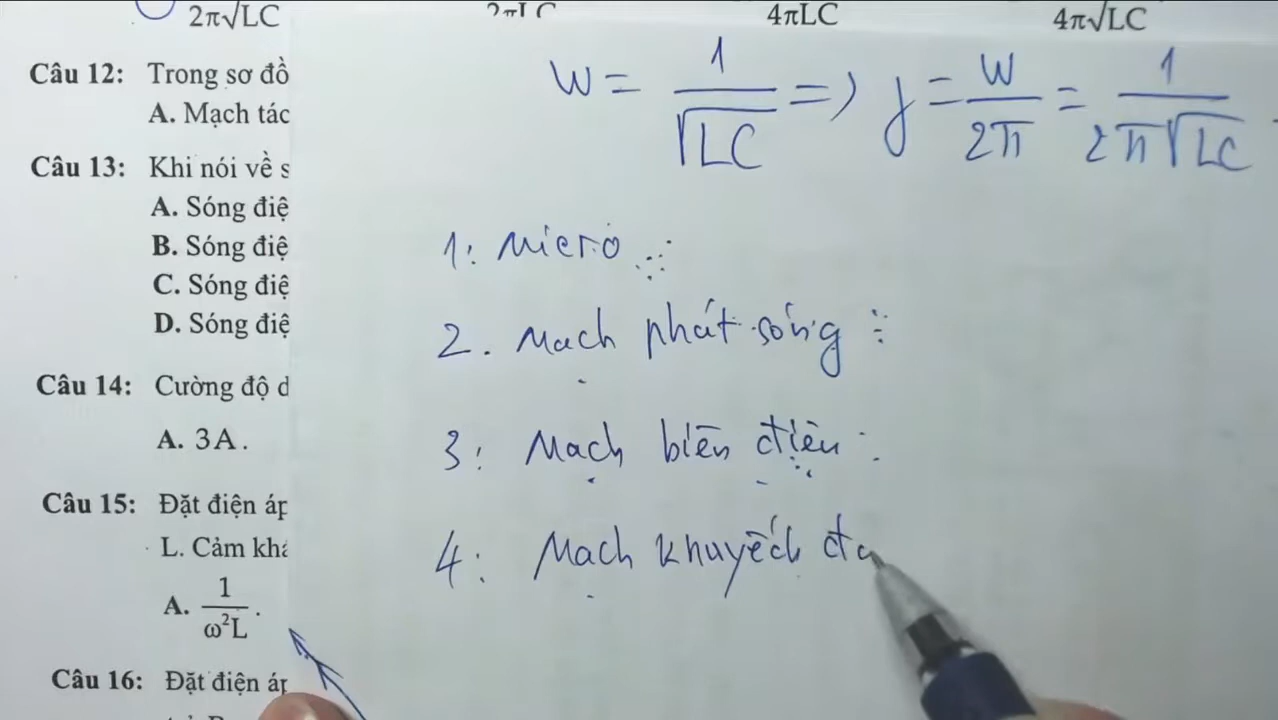 2π√LC 2πLC 4πLC 4π√LC
Câu 12: Trong sơ đồ
A. Mạch tác
Câu 13: Khi nói về s
A. Sóng điệ
B. Sóng điệ
C. Sóng điệ
D. Sóng điệ
Câu 14: Cường độ d
A. 3A.
Câu 15: Đặt điện áp
L. Cảm khá
A. 1/ω²L.
Câu 16: Đặt điện áp
W = 1/√LC => f = W/2π = 1/2π√LC
1: Micro
2. Mạch phát sóng :
3: Mạch biến điệu :
4: Mạch khuyếch đạ